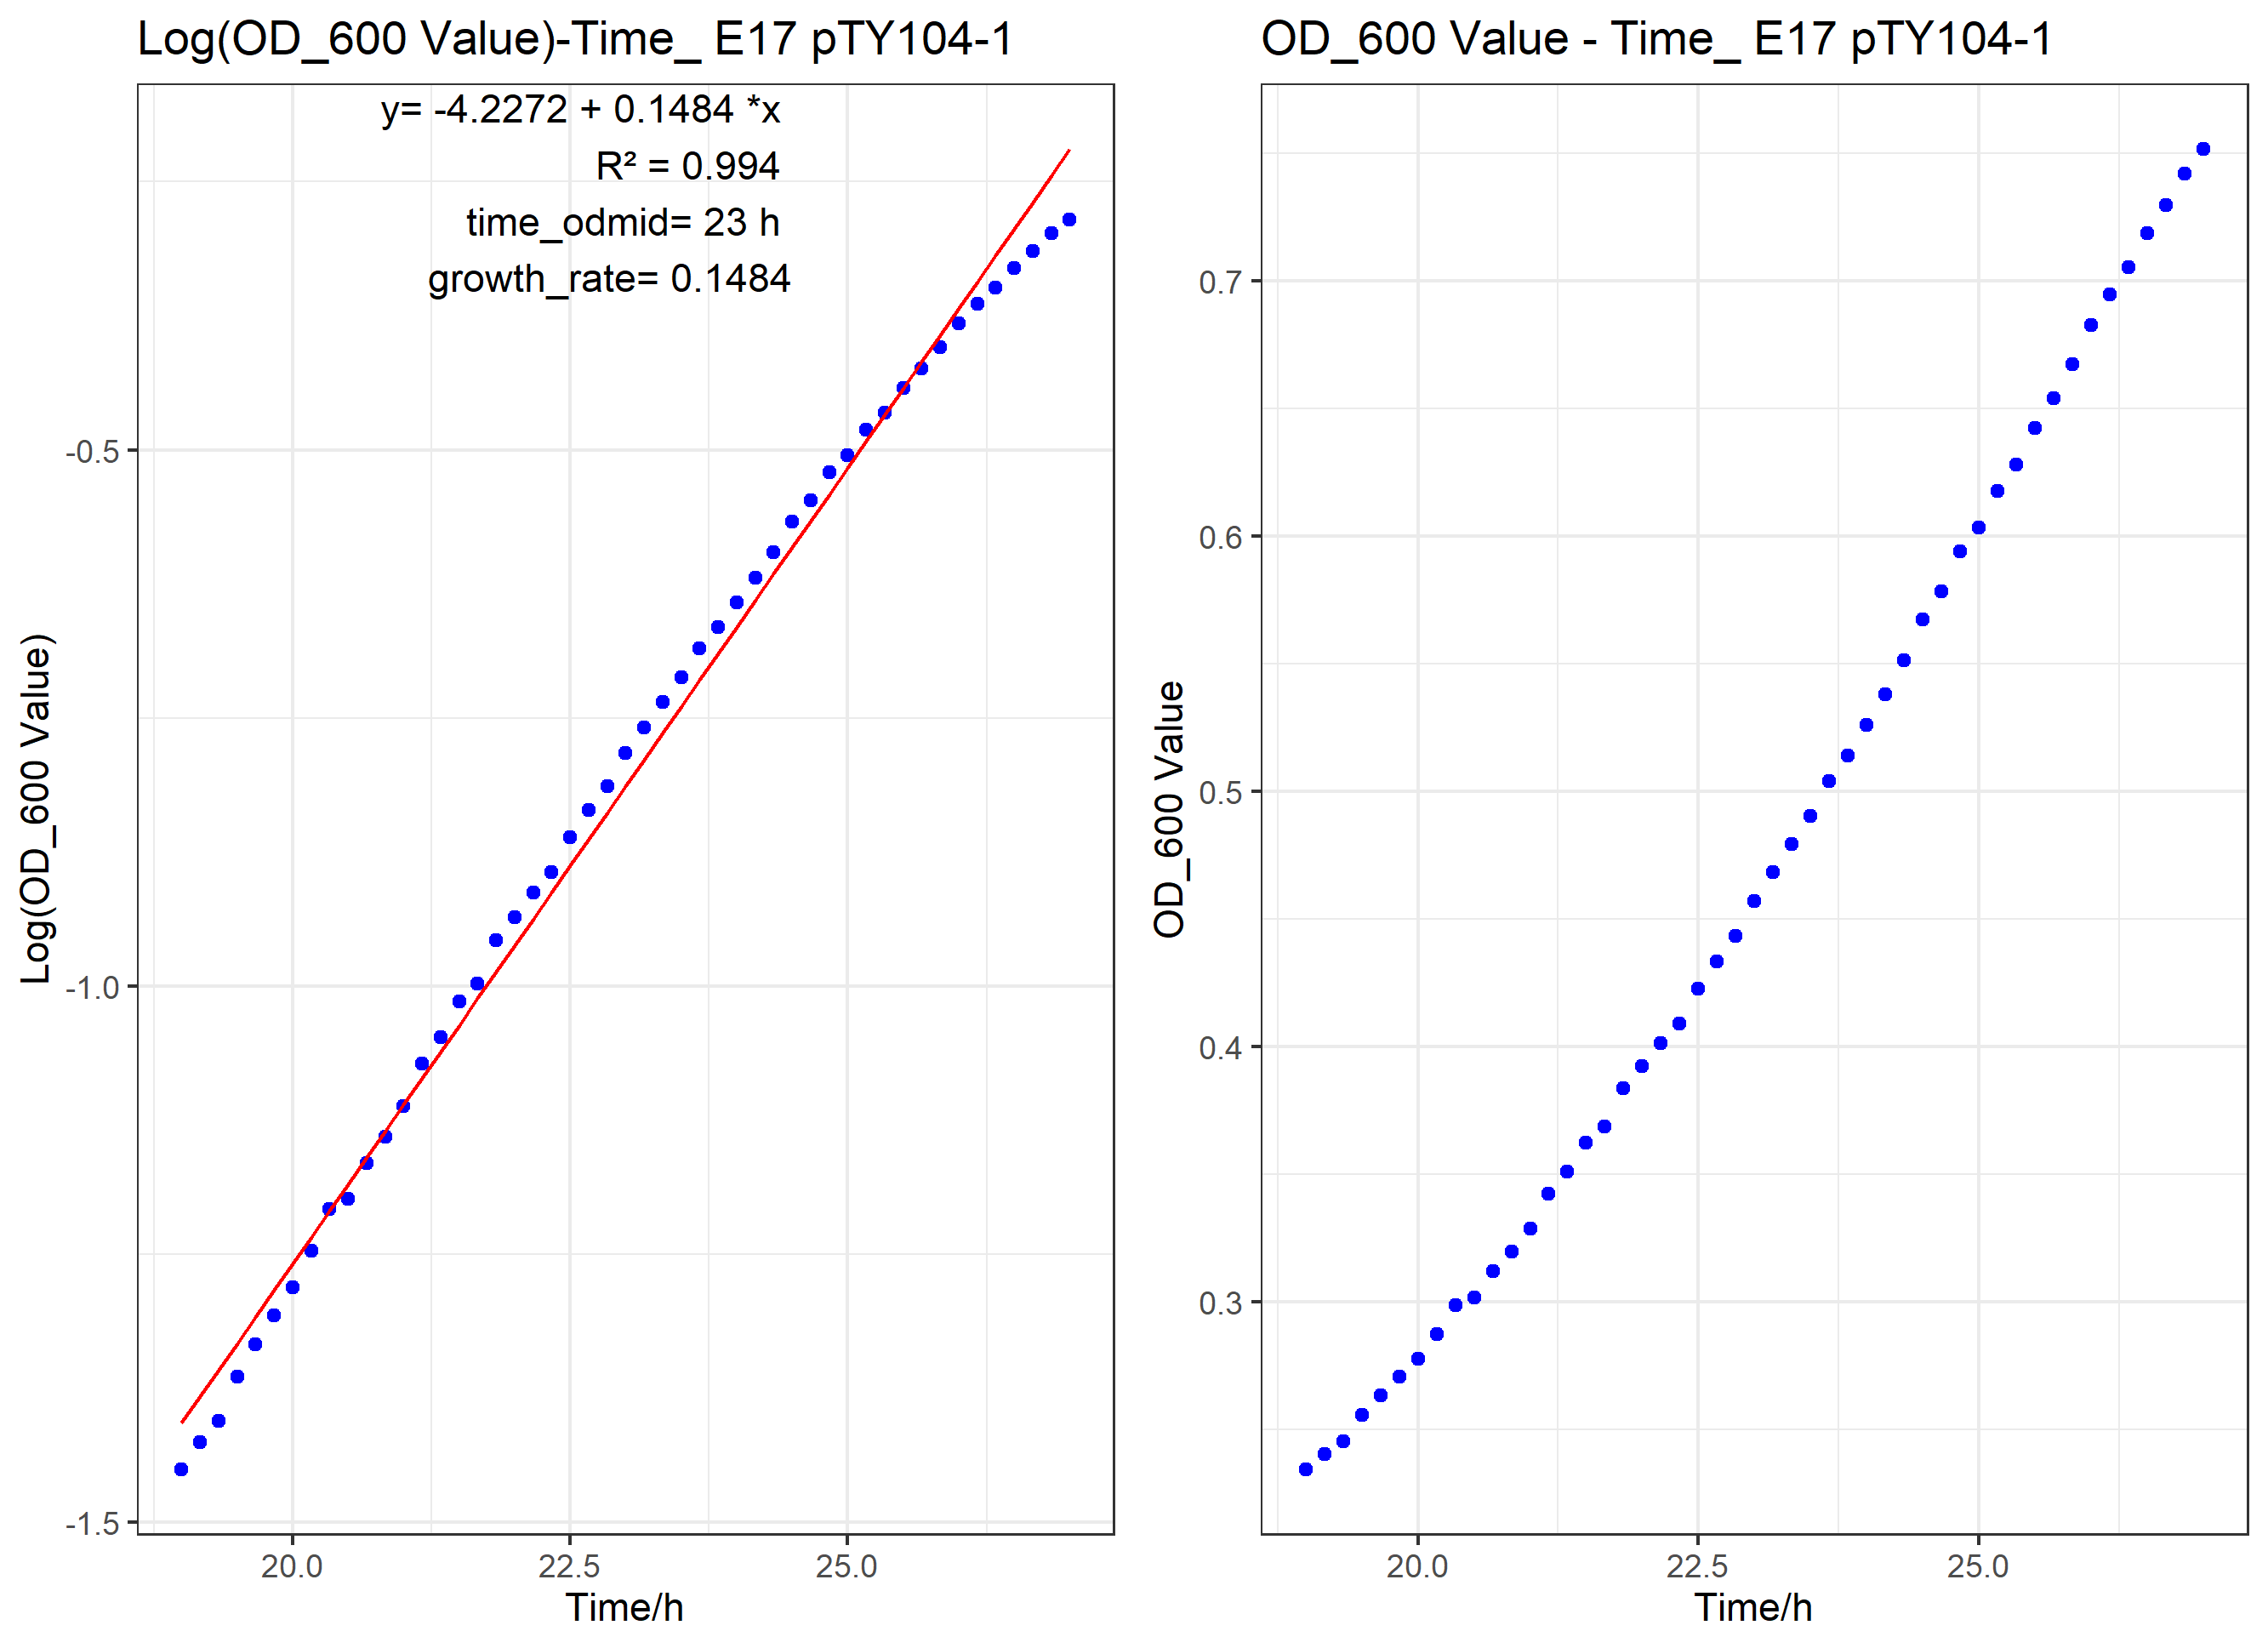 Log(OD_600 Value)-Time_ E17 pTY104-1
y= -4.2272 + 0.1484 *x
R² = 0.994
time_odmid= 23 h
growth_rate= 0.1484
-0.5
-1.0
-1.5
Log(OD_600 Value)
20.0 22.5 25.0
Time/h
OD_600 Value - Time_ E17 pTY104-1
0.7
0.6
0.5
0.4
0.3
OD_600 Value
20.0 22.5 25.0
Time/h